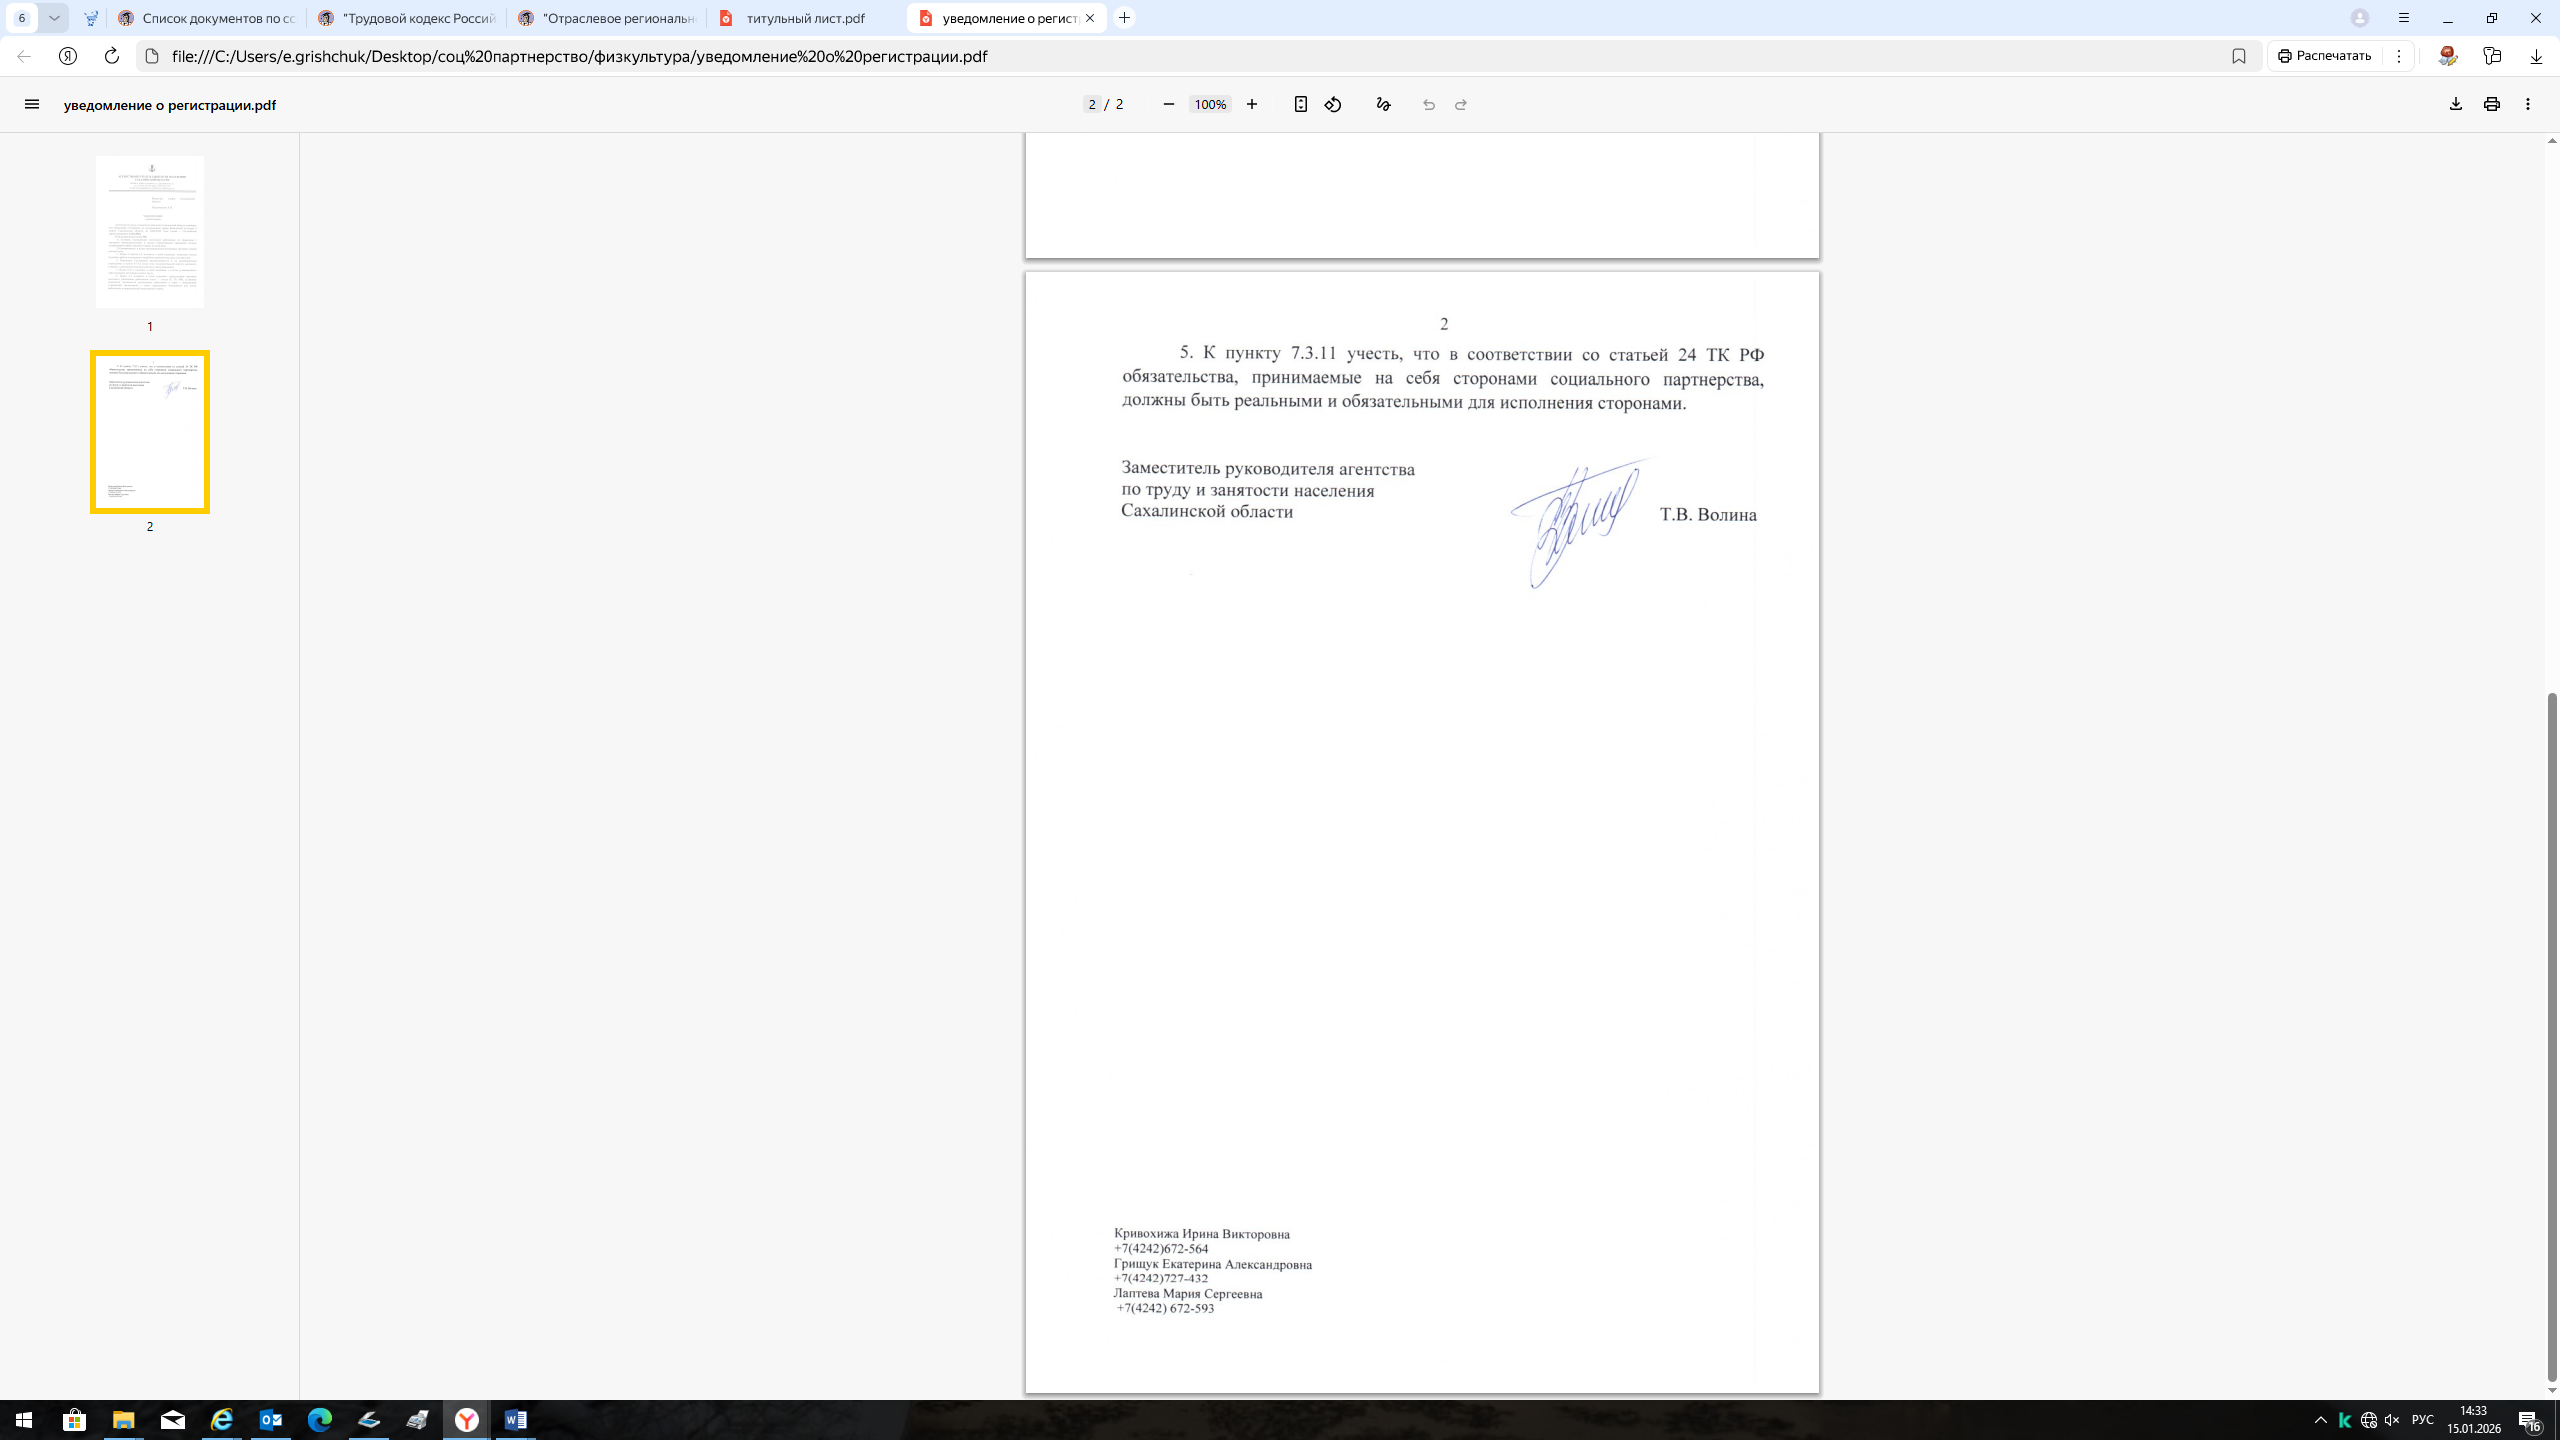 6
Список документов по сс
"Трудовой кодекс Россий
"Отраслевое региональн
титульный лист.pdf
уведомление о регист
file:///C:/Users/e.grishchuk/Desktop/соц%20партнерство/физкультура/уведомление%20о%20регистрации.pdf
Распечатать
уведомление о регистрации.pdf
2 / 2
100%
1
2
2
5. К пункту 7.3.11 учесть, что в соответствии со статьей 24 ТК РФ
обязательства, принимаемые на себя сторонами социального партнерства,
должны быть реальными и обязательными для исполнения сторонами.
Заместитель руководителя агентства
по труду и занятости населения
Сахалинской области
Т.В. Волина
Кривохижа Ирина Викторовна
+7(4242)672-564
Грищук Екатерина Александровна
+7(4242)727-432
Лаптева Мария Сергеевна
+7(4242) 672-593
РУС
14:33
15.01.2026
16